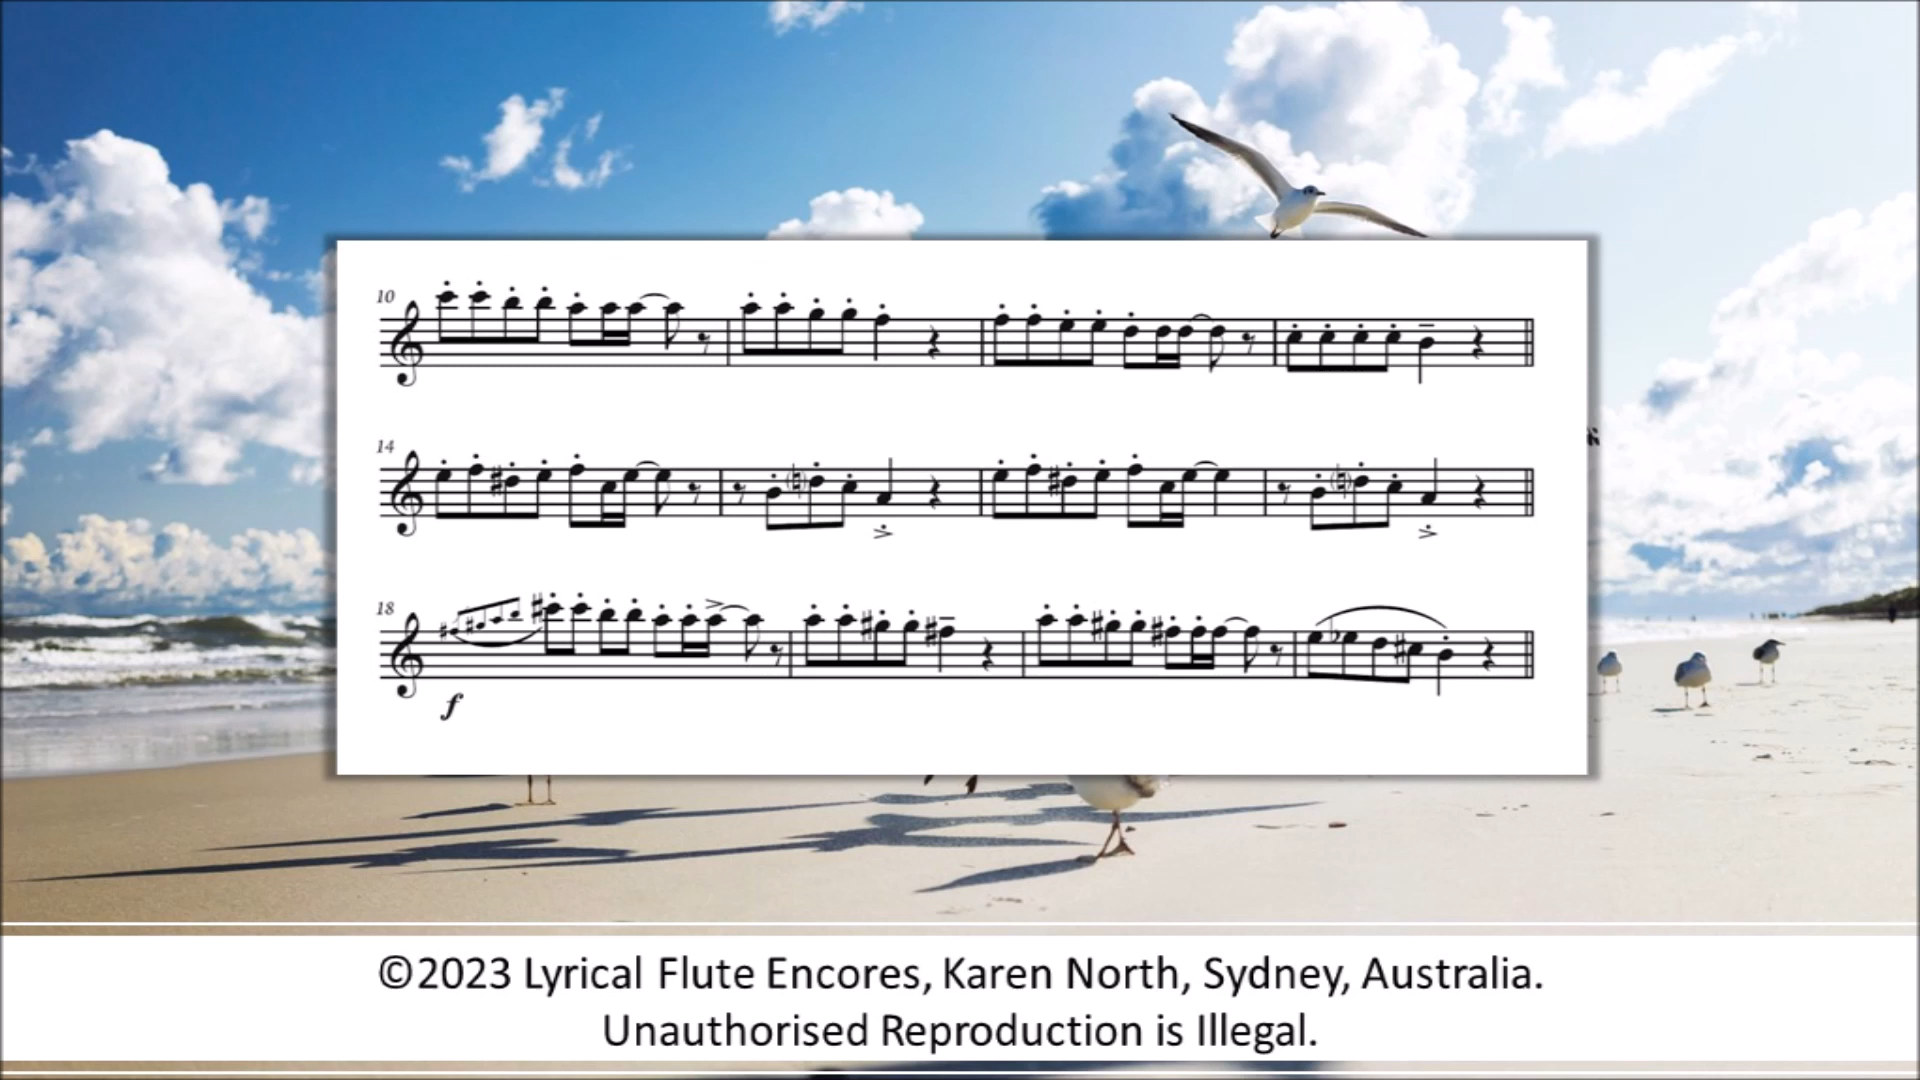 10
14
18
f
©2023 Lyrical Flute Encores, Karen North, Sydney, Australia.
Unauthorised Reproduction is Illegal.